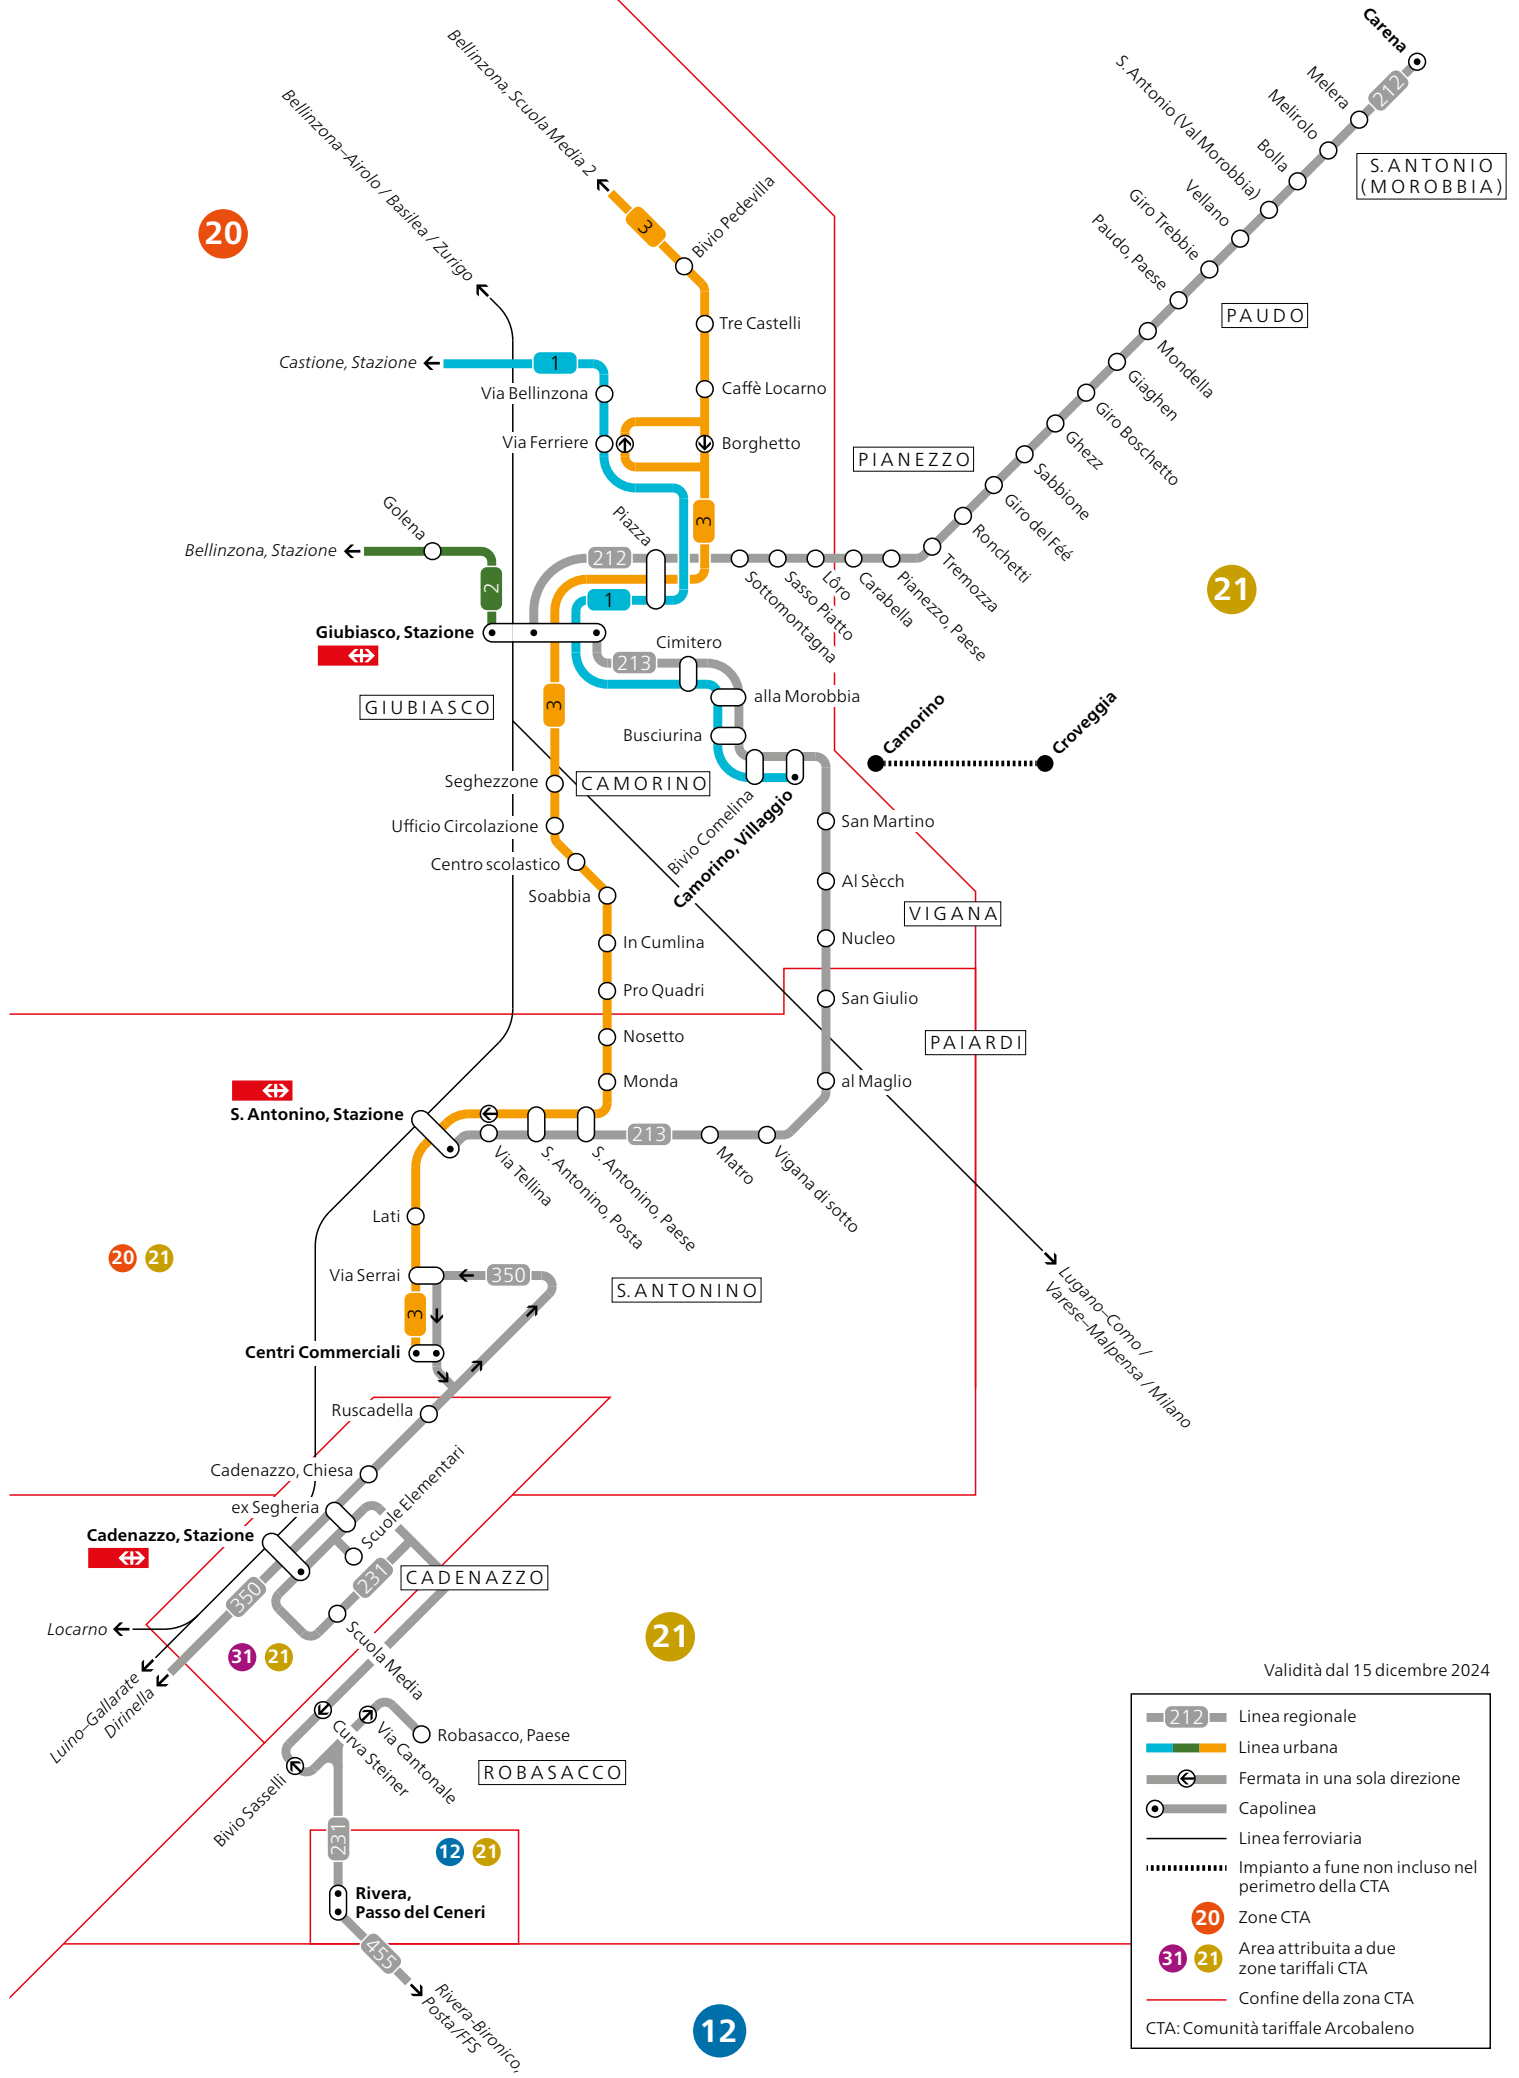 Carena
212
Melera
Melirolo
S. Antonio (Val Morobbia)
Bolla
Vellano
Giro Trebbie
Paudo, Paese
S. ANTONIO
(MOROBBIA)
PAUDO
Bellinzona, Scuola Media 2
Bellinzona–Airolo / Basilea / Zurigo
20
3
Bivio Pedevilla
Tre Castelli
Castione, Stazione
1
Via Bellinzona
Caffè Locarno
Via Ferriere
Borghetto
PIANEZZO
Mondella
Giaghen
Giro Boschetto
Ghezz
Sabbione
Giro del Féé
Ronchetti
Tremozza
Golena
Piazza
3
Bellinzona, Stazione
212
2
1
Sottomontagna
Sasso Piatto
Lôro
Carabella
Pianezzo, Paese
21
Giubiasco, Stazione
Cimitero
213
GIUBIASCO
3
alla Morobbia
Busciurina
Camorino
Croveggia
Seghezzone
CAMORINO
Bivio Comelina
Camorino, Villaggio
Ufficio Circolazione
San Martino
Centro scolastico
Al Sècch
Soabbia
VIGANA
In Cumlina
Nucleo
Pro Quadri
San Giulio
Nosetto
PAIARDI
Monda
al Maglio
S. Antonino, Stazione
213
Via Tellina
S. Antonino, Posta
S. Antonino, Paese
Matro
Vigana di sotto
Lati
20 21
Via Serrai
350
S. ANTONINO
3
Lugano–Como /
Varese–Malpensa / Milano
Centri Commerciali
Ruscadella
Cadenazzo, Chiesa
ex Segheria
Scuole Elementari
Cadenazzo, Stazione
231
CADENAZZO
350
Locarno
31 21
Scuola Media
21
Luino–Gallarate
Dirinella
Curva Steiner
Via Cantonale
Robasacco, Paese
Bivio Sasselli
ROBASACCO
231
12 21
Rivera,
Passo del Ceneri
455
Rivera-Bironico,
Posta/FFS
12
Validità dal 15 dicembre 2024
212 Linea regionale
Linea urbana
Fermata in una sola direzione
Capolinea
Linea ferroviaria
Impianto a fune non incluso nel
perimetro della CTA
20 Zone CTA
31 21 Area attribuita a due
zone tariffali CTA
Confine della zona CTA
CTA: Comunità tariffale Arcobaleno